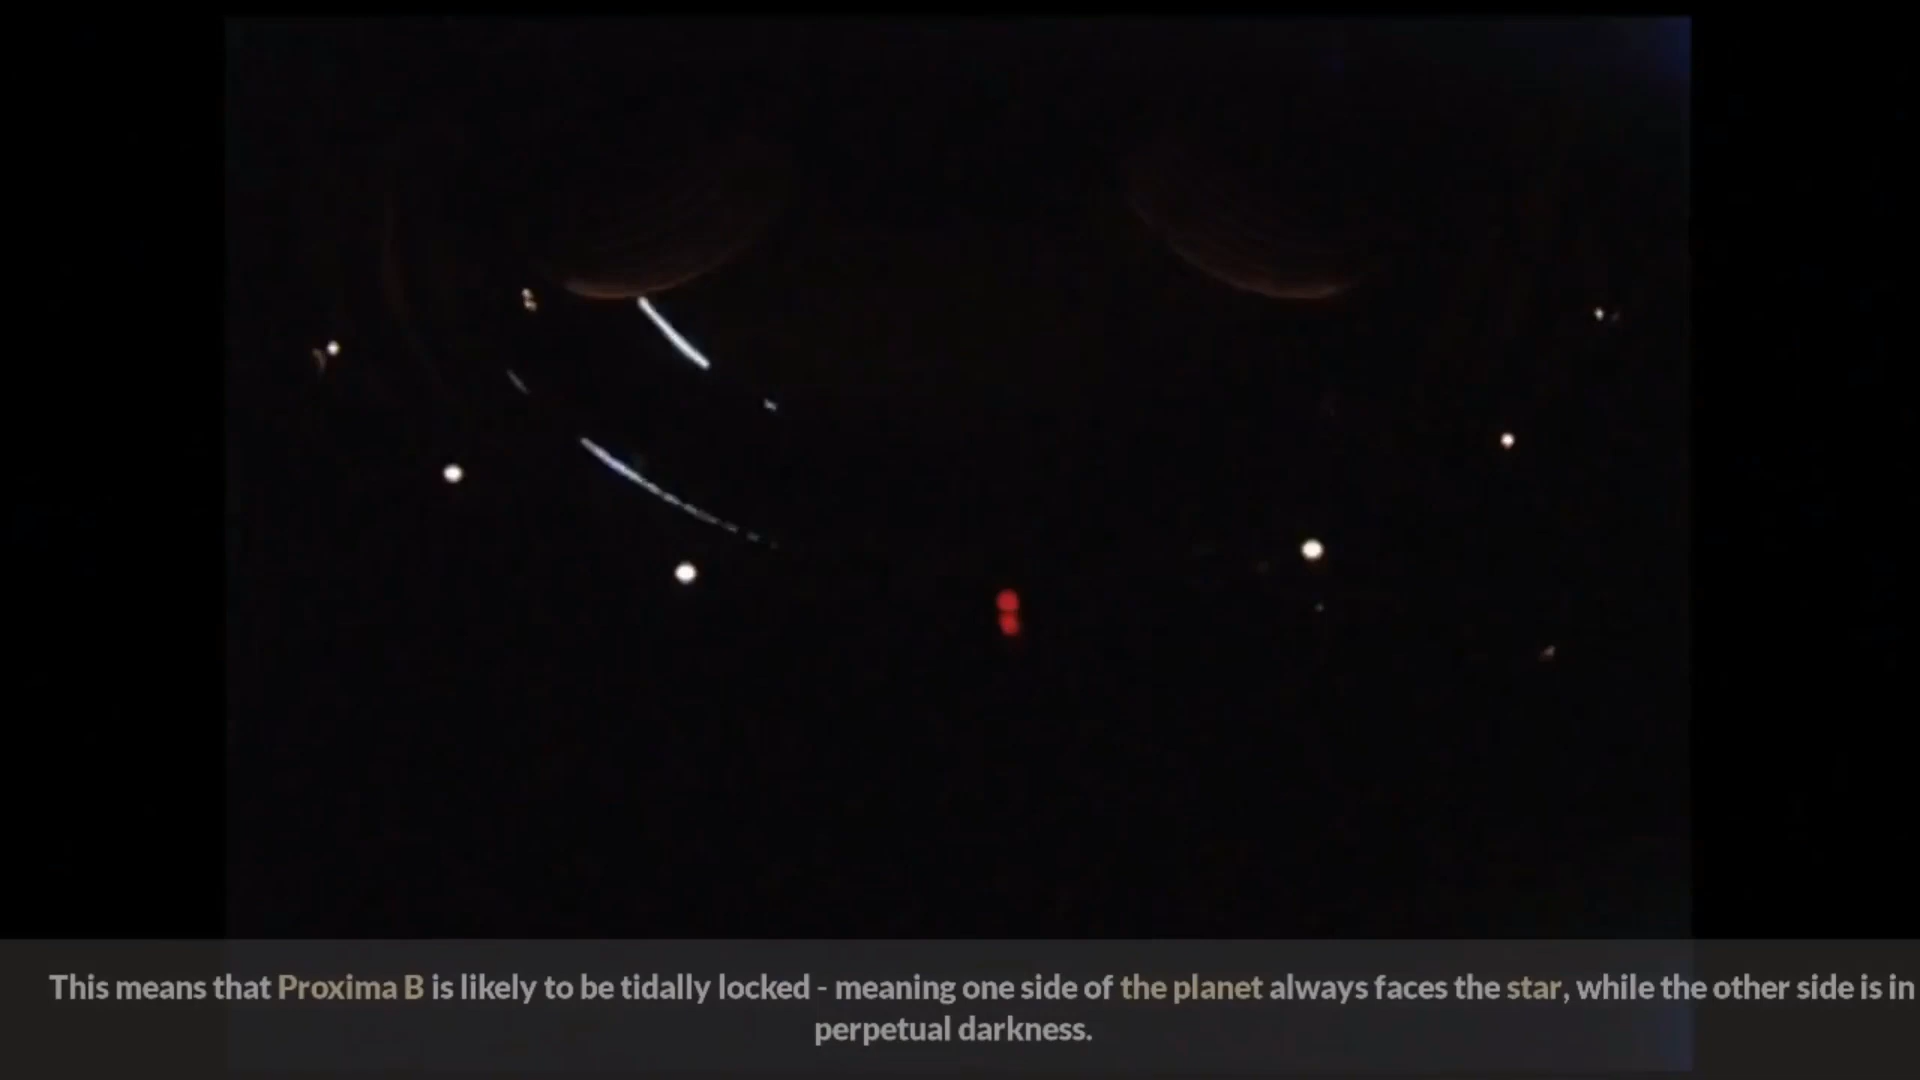 This means that Proxima B is likely to be tidally locked - meaning one side of the planet always faces the star, while the other side is in
perpetual darkness.